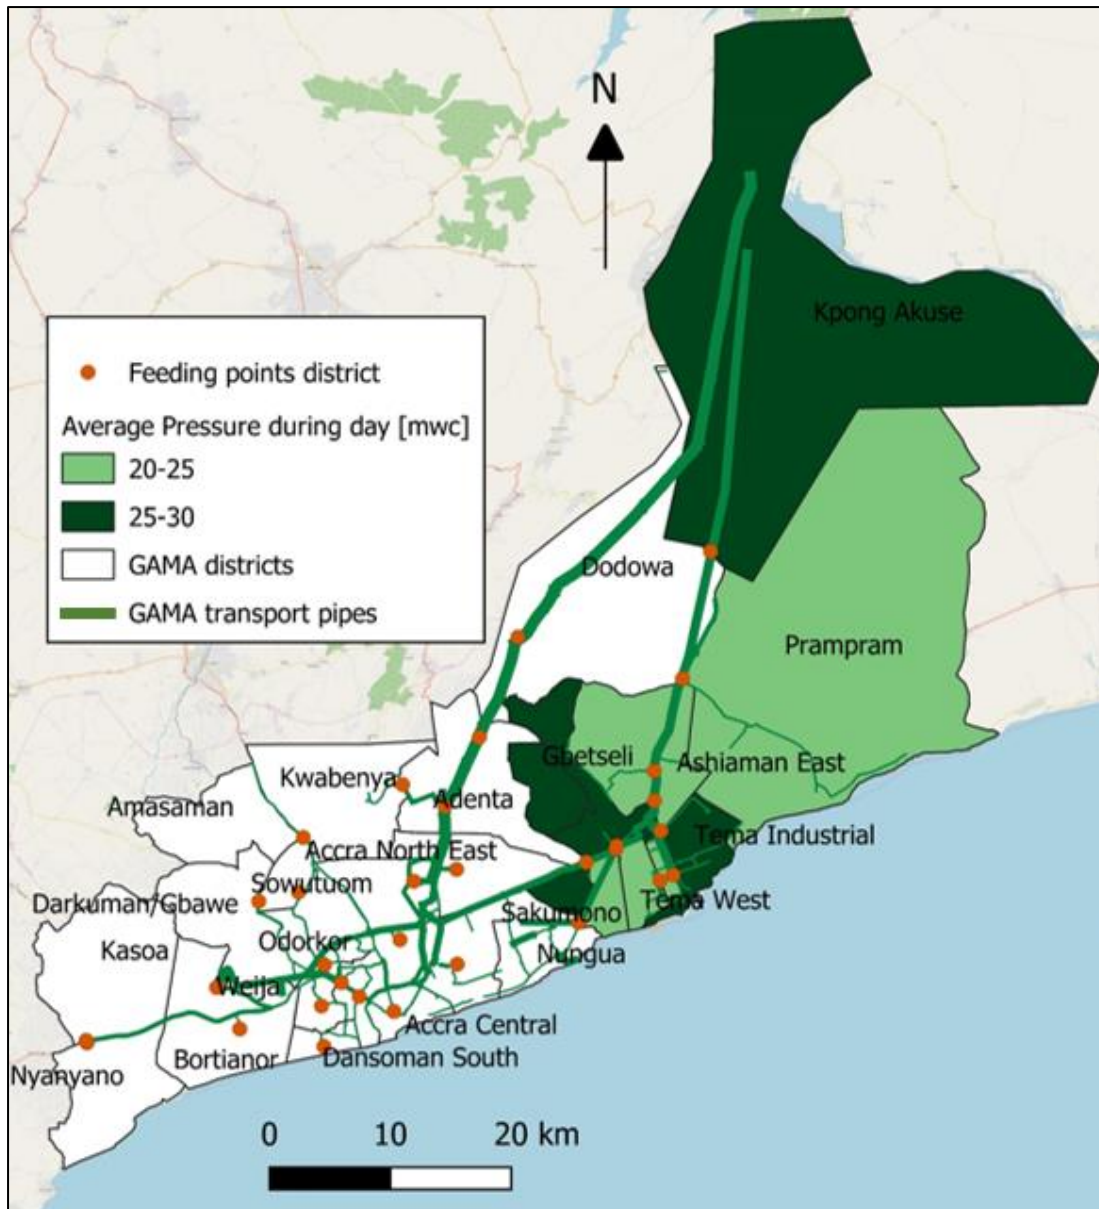 N
Kpong Akuse
Feeding points district
Average Pressure during day [mwc]
20-25
25-30
GAMA districts
GAMA transport pipes
Dodowa
Prampram
Gbetseli
Ashiaman East
Kwabenya
Adenta
Amasaman
Tema Industrial
Accra North East
Sowutuom
Darkuman/Gbawe
Tema West
Sakumono
Odorkor
Kasoa
Nungua
Weija
Accra Central
Bortianor
Dansoman South
Nyanyano
0 10 20 km